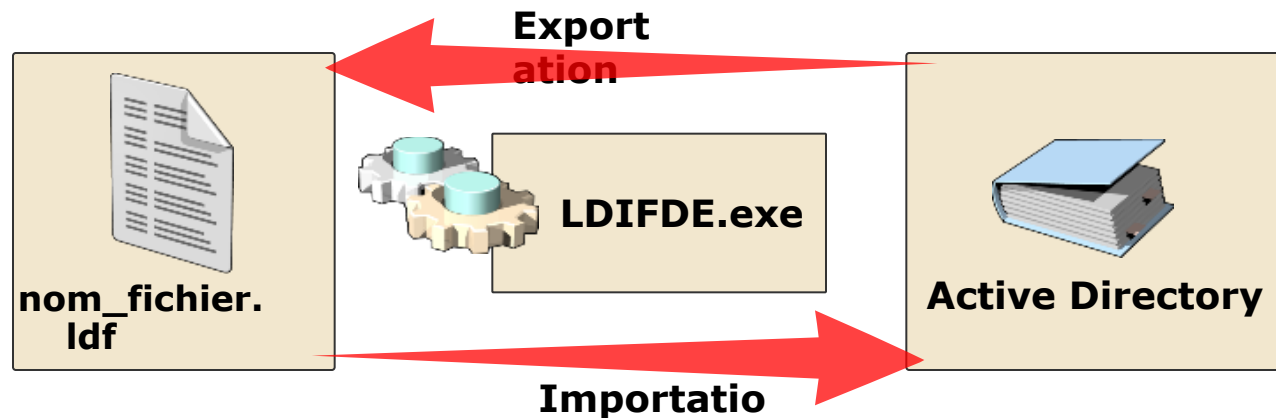 Export
ation
LDIFDE.exe
nom_fichier.
ldf
Active Directory
Importatio